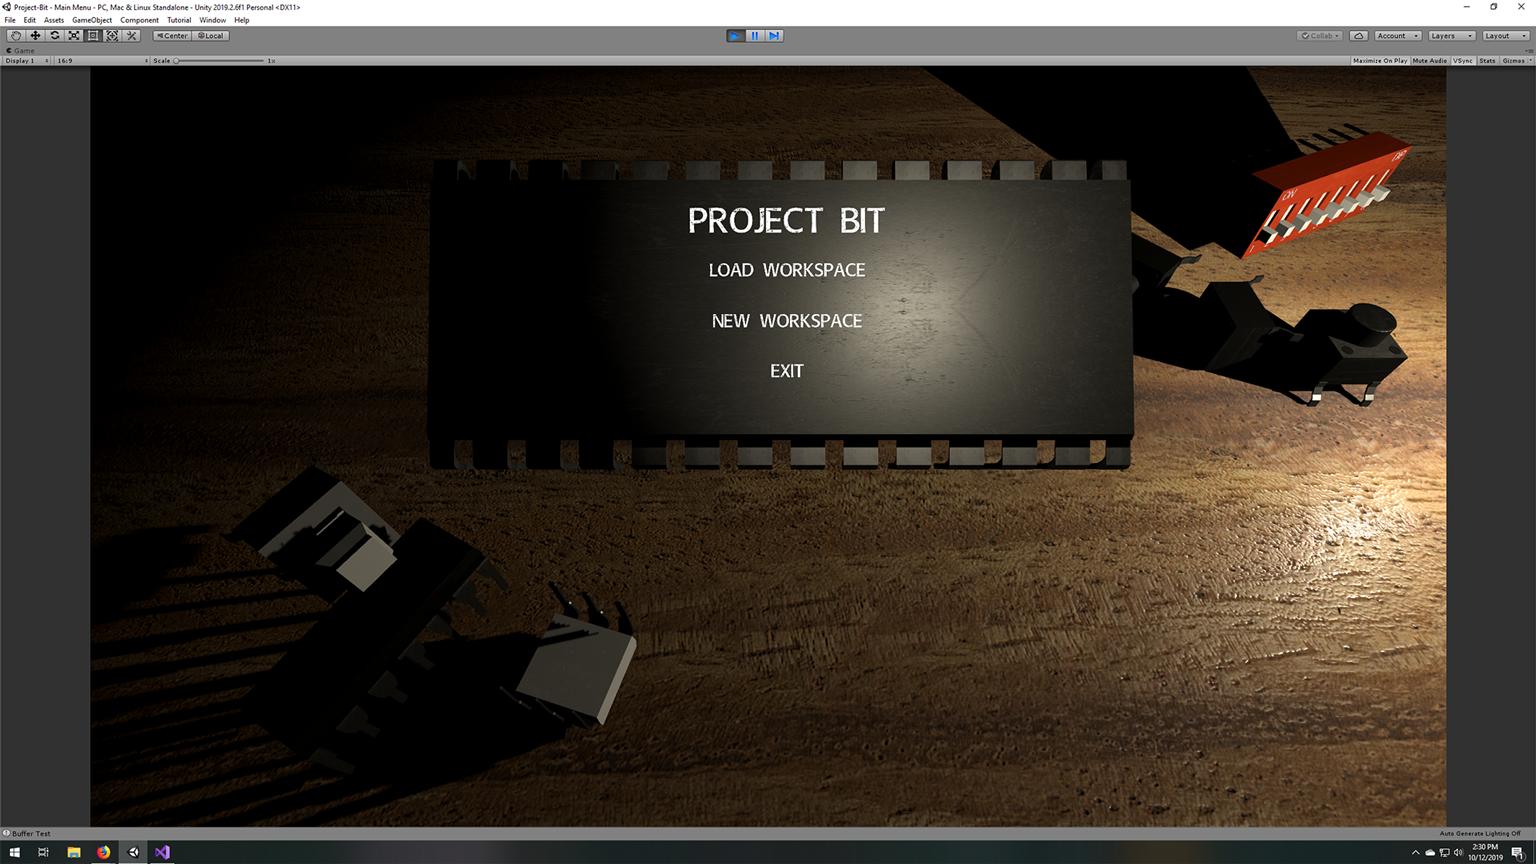 Project-Bit - Main Menu - PC, Mac & Linux Standalone - Unity 2019.2.6f1 Personal <DX11>
File Edit Assets GameObject Component Tutorial Window Help
Center Local Collab Account Layers Layout
Game
Display 1 16:9 Scale 1x Maximize On Play Mute Audio VSync Stats Gizmos
PROJECT BIT
LOAD WORKSPACE
NEW WORKSPACE
EXIT
Buffer Test Auto Generate Lighting Off
2:30 PM
10/12/2019